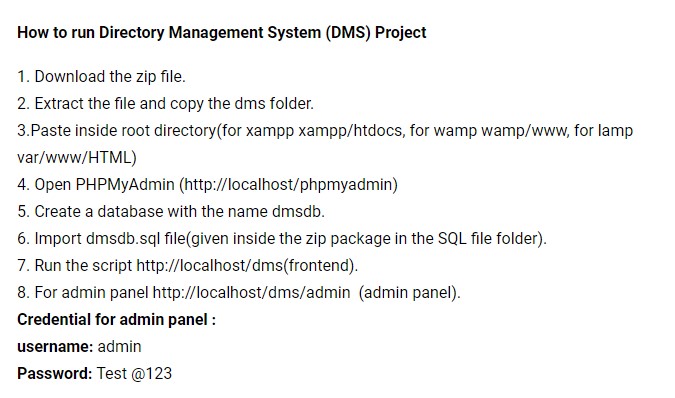 How to run Directory Management System (DMS) Project
1. Download the zip file.
2. Extract the file and copy the dms folder.
3.Paste inside root directory(for xampp xampp/htdocs, for wamp wamp/www, for lamp
var/www/HTML)
4. Open PHPMyAdmin (http://localhost/phpmyadmin)
5. Create a database with the name dmsdb.
6. Import dmsdb.sql file(given inside the zip package in the SQL file folder).
7. Run the script http://localhost/dms(frontend).
8. For admin panel http://localhost/dms/admin  (admin panel).
Credential for admin panel :
username: admin
Password: Test @123